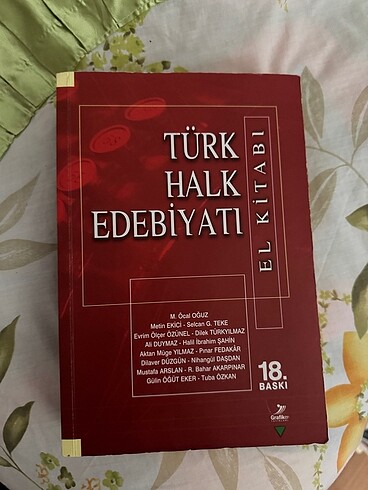 TÜRK
HALK
EDEBİYATI
EL KİTABI
M. Öcal OĞUZ
Metin EKİCİ - Selcan G. TEKE
Evrim Ölçer ÖZÜNEL - Dilek TÜRKYILMAZ
Ali DUYMAZ - Halil İbrahim ŞAHİN
Aktan Müge YILMAZ - Pınar FEDAKÂR
Dilaver DÜZGÜN - Nihangül DAŞDAN
Mustafa ARSLAN - R. Bahar AKARPINAR
Gülin ÖĞÜT EKER - Tuba ÖZKAN
18.
BASKI
Grafiker